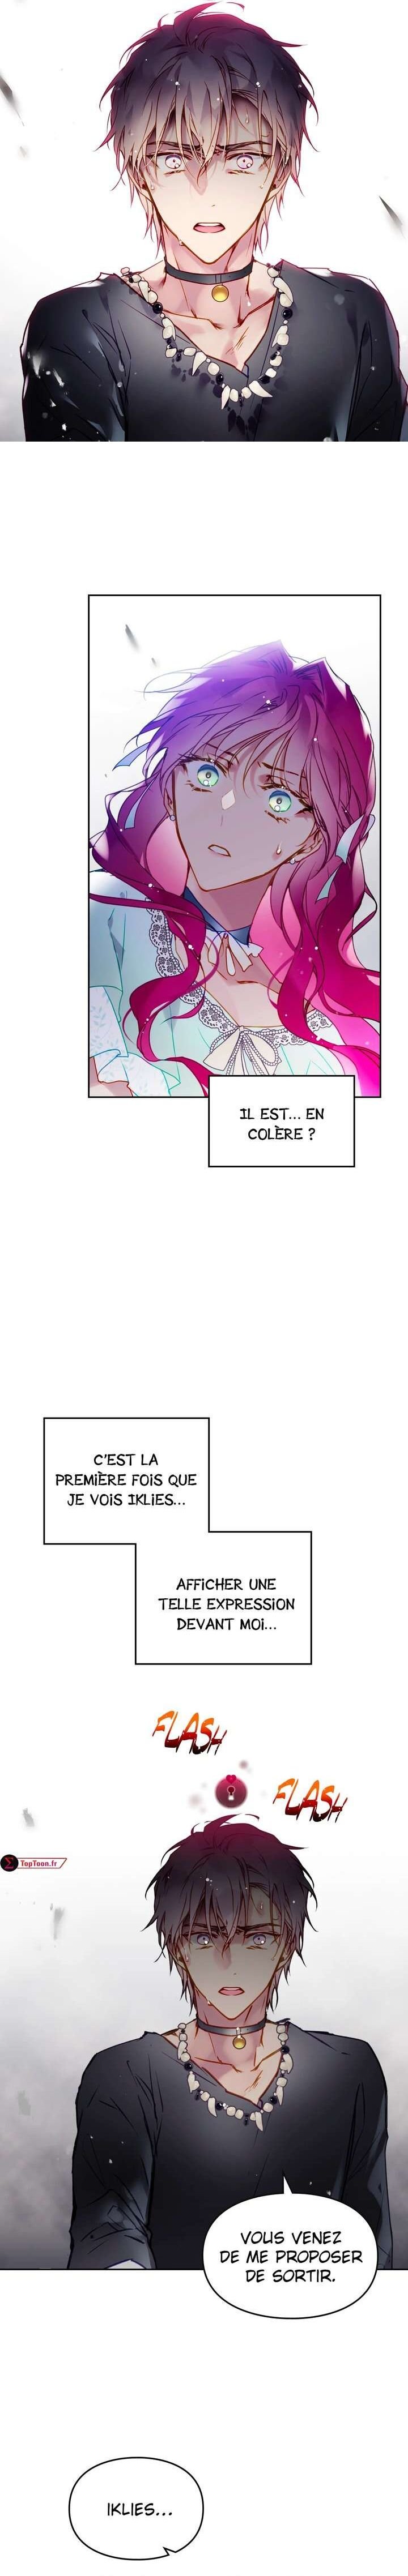 IL EST... EN
COLÈRE ?
C'EST LA
PREMIÈRE FOIS QUE
JE VOIS IKLIES...
AFFICHER UNE
TELLE EXPRESSION
DEVANT MOI...
FLASH
FLASH
TopToon.fr
VOUS VENEZ
DE ME PROPOSER
DE SORTIR.
IKLIES...